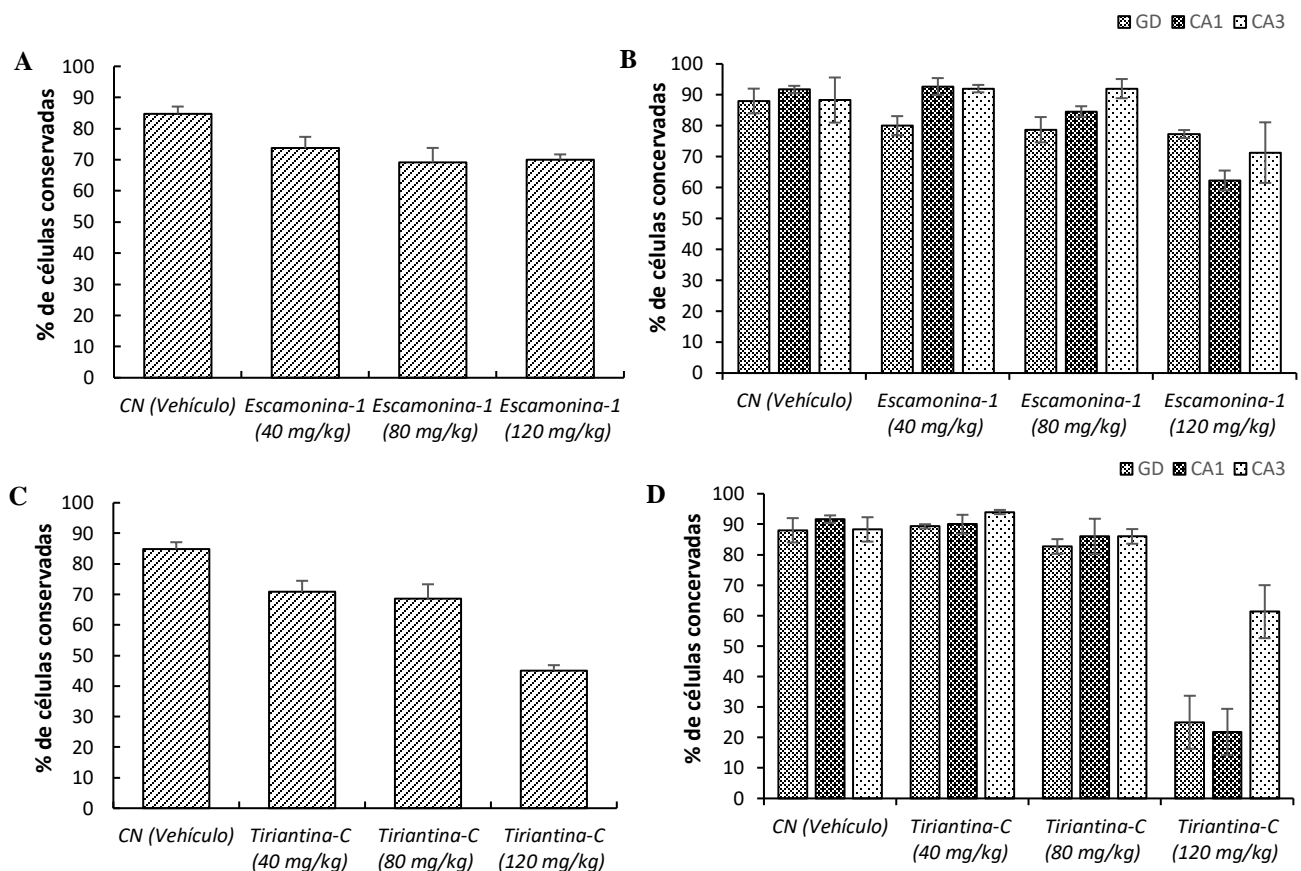 A
% de células conservadas
100
90
80
70
60
50
40
30
20
10
0
CN (Vehículo) Escamonina-1 Escamonina-1 Escamonina-1
(40 mg/kg) (80 mg/kg) (120 mg/kg)
GD CA1 CA3
B
% de células concervadas
100
90
80
70
60
50
40
30
20
10
0
CN (Vehículo) Escamonina-1 Escamonina-1 Escamonina-1
(40 mg/kg) (80 mg/kg) (120 mg/kg)
C
% de células conservadas
100
90
80
70
60
50
40
30
20
10
0
CN (Vehículo) Tiriantina-C Tiriantina-C Tiriantina-C
(40 mg/kg) (80 mg/kg) (120 mg/kg)
GD CA1 CA3
D
% de células concervadas
100
90
80
70
60
50
40
30
20
10
0
CN (Vehículo) Tiriantina-C Tiriantina-C Tiriantina-C
(40 mg/kg) (80 mg/kg) (120 mg/kg)